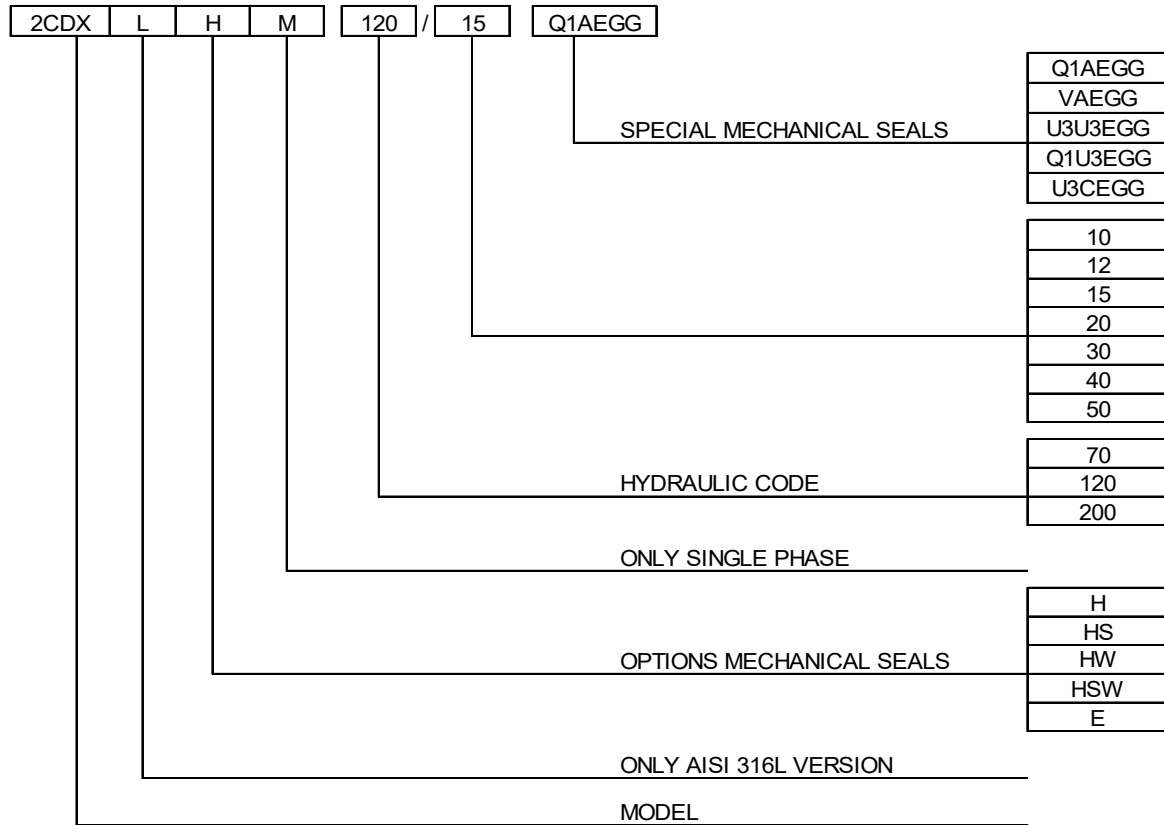 2CDX L H M 120 / 15 Q1AEGG
Q1AEGG
VAEGG
SPECIAL MECHANICAL SEALS U3U3EGG
Q1U3EGG
U3CEGG
10
12
15
20
30
40
50
70
HYDRAULIC CODE 120
200
ONLY SINGLE PHASE
H
HS
OPTIONS MECHANICAL SEALS HW
HSW
E
ONLY AISI 316L VERSION
MODEL